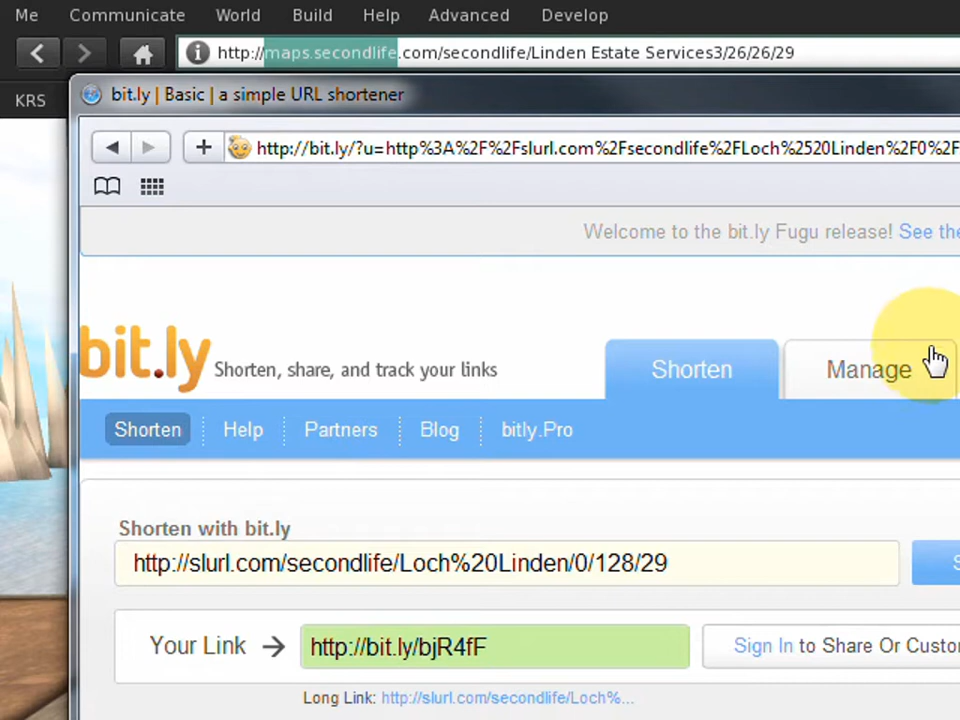 Me Communicate World Build Help Advanced Develop
http://maps.secondlife.com/secondlife/Linden Estate Services3/26/26/29
KRS
bit.ly | Basic | a simple URL shortener
http://bit.ly/?u=http%3A%2F%2Fslurl.com%2Fsecondlife%2FLoch%2520Linden%2F0%2F
Welcome to the bit.ly Fugu release! See the
bit.ly Shorten, share, and track your links
Shorten Manage
Shorten Help Partners Blog bitly.Pro
Shorten with bit.ly
http://slurl.com/secondlife/Loch%20Linden/0/128/29
Your Link → http://bit.ly/bjR4fF Sign In to Share Or Custo
Long Link: http://slurl.com/secondlife/Loch%...